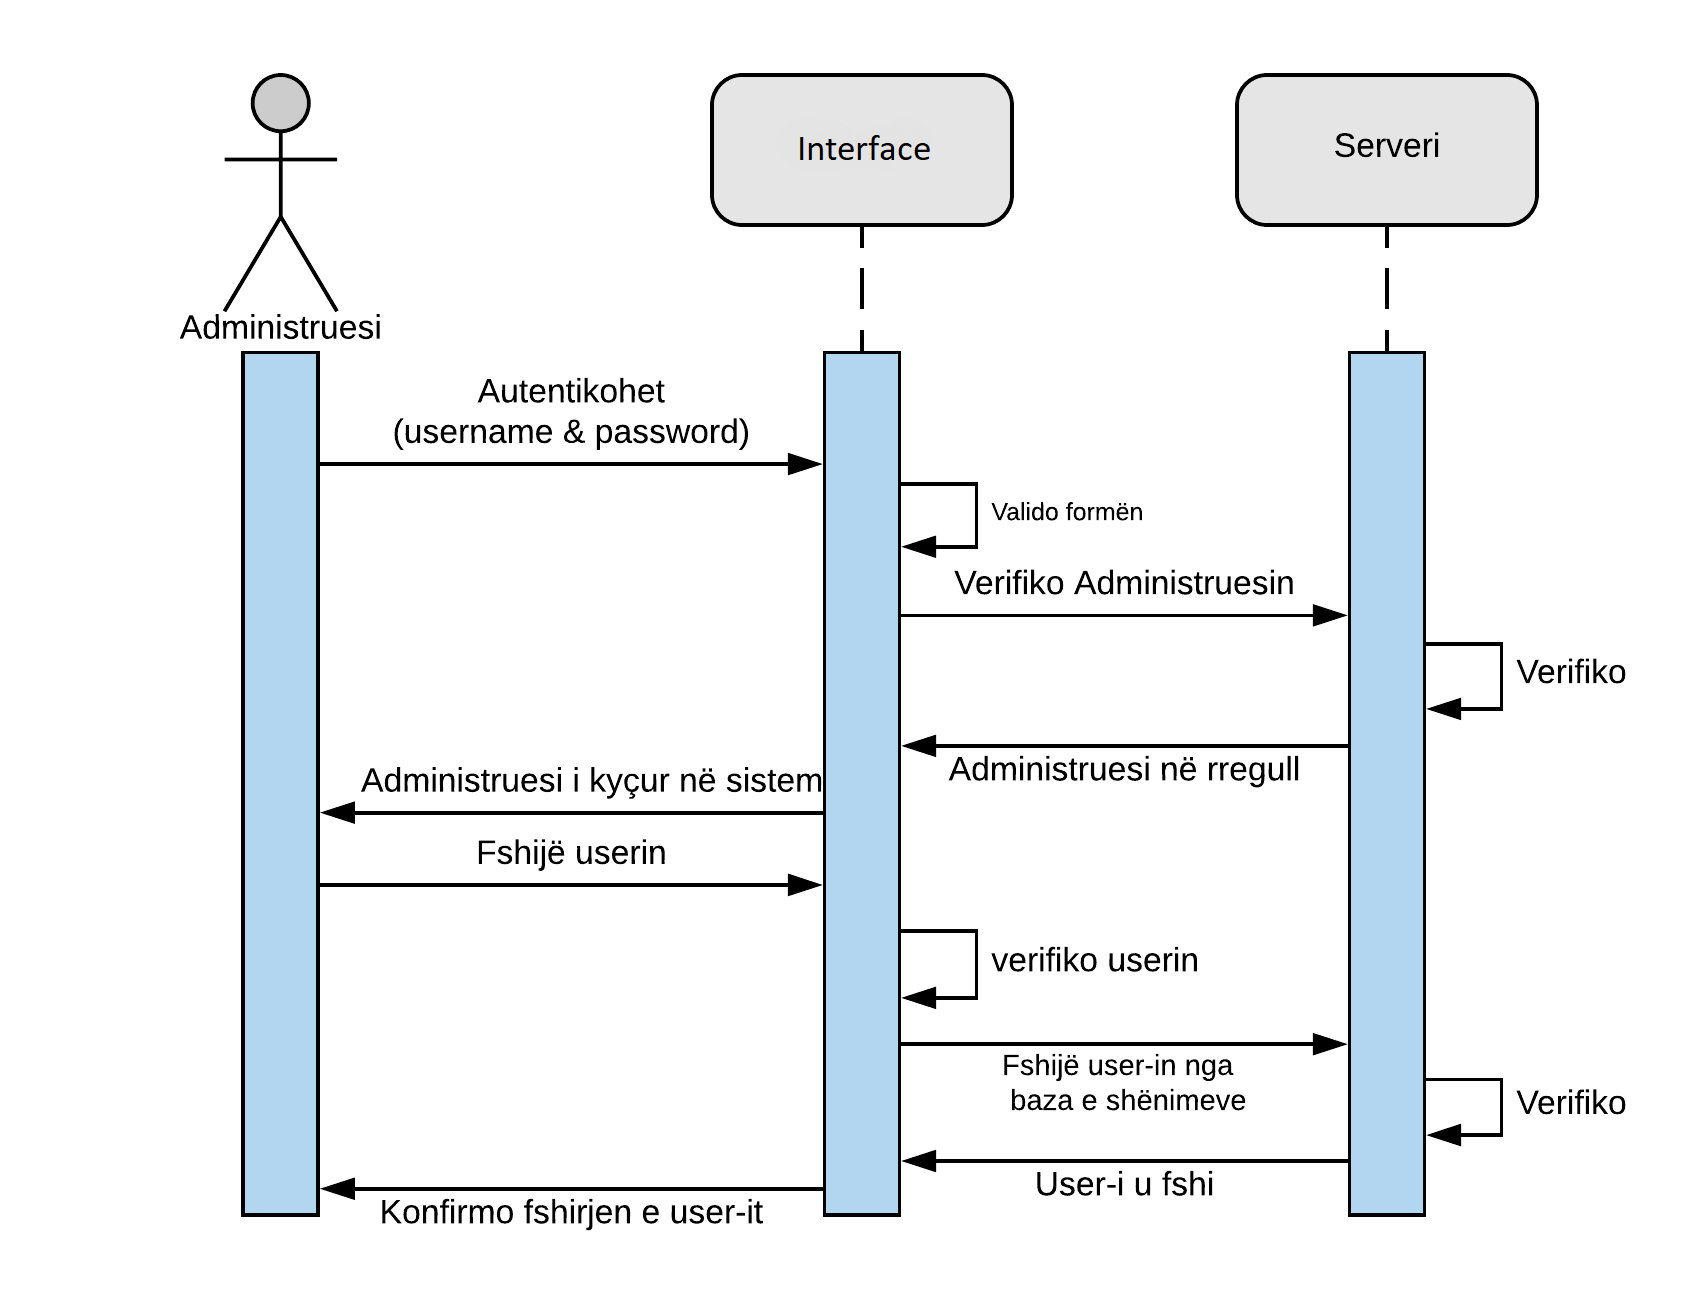 Interface
Serveri
Administruesi
Autentikohet
(username & password)
Valido formën
Verifiko Administruesin
Verifiko
Administruesi në rregull
Administruesi i kyçur në sistem
Fshijë userin
verifiko userin
Fshijë user-in nga
baza e shënimeve
Verifiko
User-i u fshi
Konfirmo fshirjen e user-it